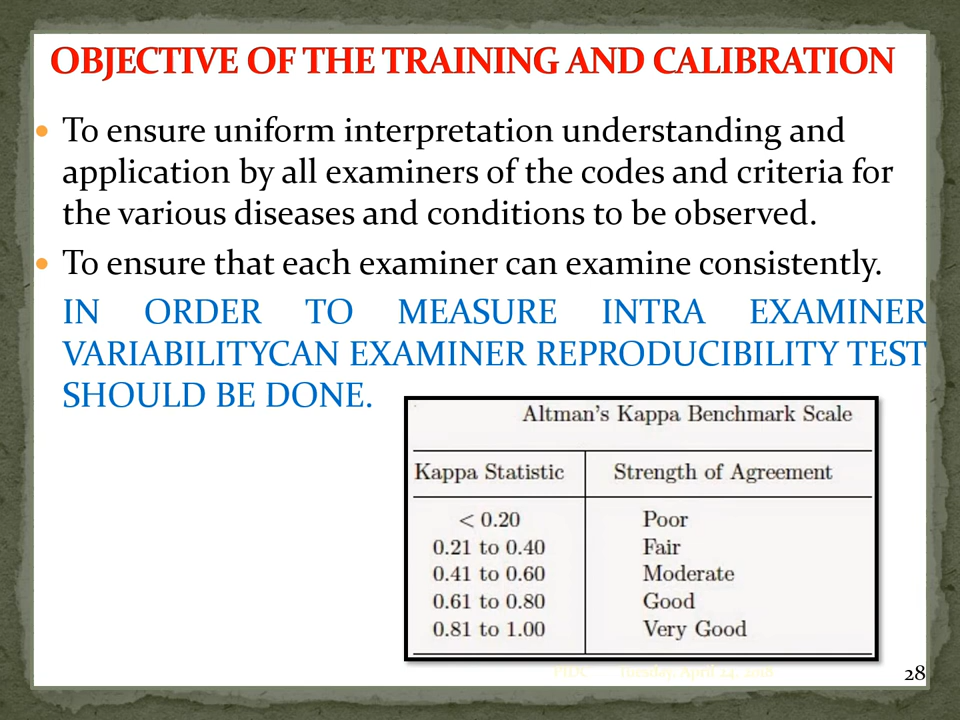 OBJECTIVE OF THE TRAINING AND CALIBRATION
To ensure uniform interpretation understanding and
application by all examiners of the codes and criteria for
the various diseases and conditions to be observed.
To ensure that each examiner can examine consistently.
IN ORDER TO MEASURE INTRA EXAMINER
VARIABILITYCAN EXAMINER REPRODUCIBILITY TEST
SHOULD BE DONE.
Altman's Kappa Benchmark Scale
Kappa Statistic Strength of Agreement
< 0.20 Poor
0.21 to 0.40 Fair
0.41 to 0.60 Moderate
0.61 to 0.80 Good
0.81 to 1.00 Very Good
Tuesday, April
28